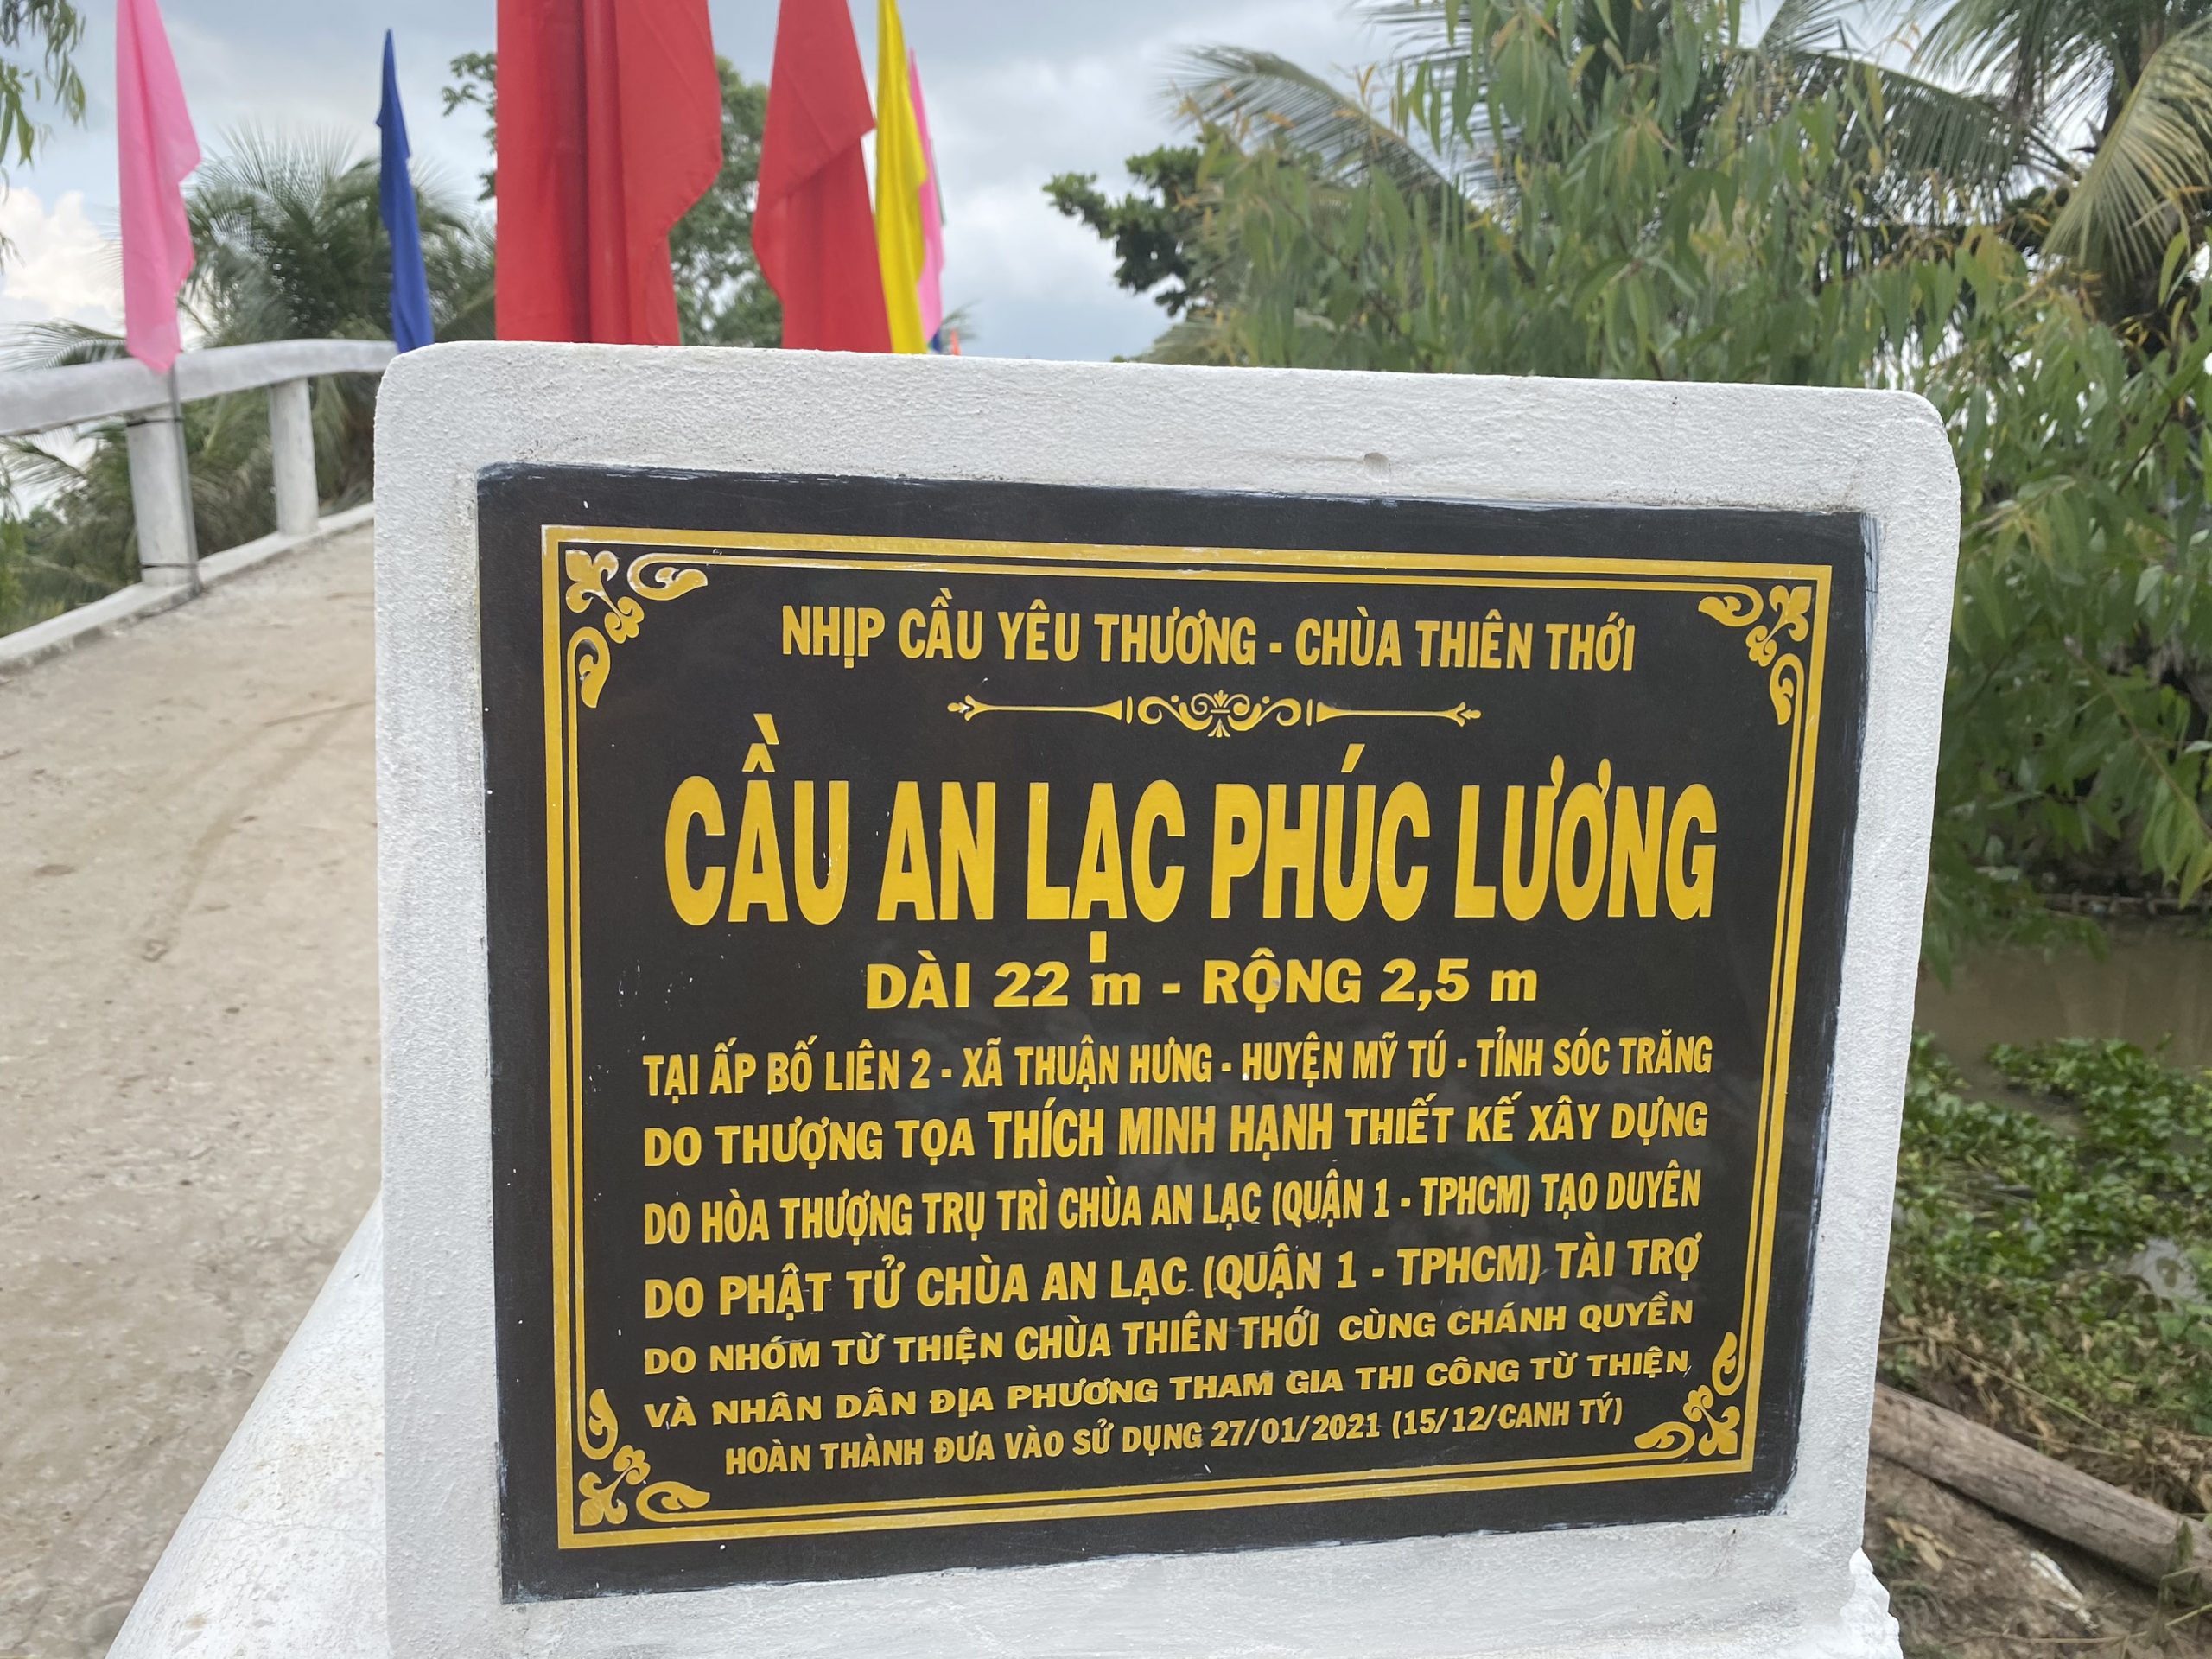 NHỊP CẦU YÊU THƯƠNG - CHÙA THIÊN THỚI
CẦU AN LẠC PHÚC LƯƠNG
DÀI 22 m - RỘNG 2,5 m
TẠI ẤP BỐ LIÊN 2 - XÃ THUẬN HƯNG - HUYỆN MỸ TÚ - TỈNH SÓC TRĂNG
DO THƯỢNG TỌA THÍCH MINH HẠNH THIẾT KẾ XÂY DỰNG
DO HÒA THƯỢNG TRỤ TRÌ CHÙA AN LẠC (QUẬN 1 - TPHCM) TẠO DUYÊN
DO PHẬT TỬ CHÙA AN LẠC (QUẬN 1 - TPHCM) TÀI TRỢ
DO NHÓM TỪ THIỆN CHÙA THIÊN THỚI CÙNG CHÁNH QUYỀN
VÀ NHÂN DÂN ĐỊA PHƯƠNG THAM GIA THI CÔNG TỪ THIỆN,
HOÀN THÀNH ĐƯA VÀO SỬ DỤNG 27/01/2021 (15/12/CANH TÝ)